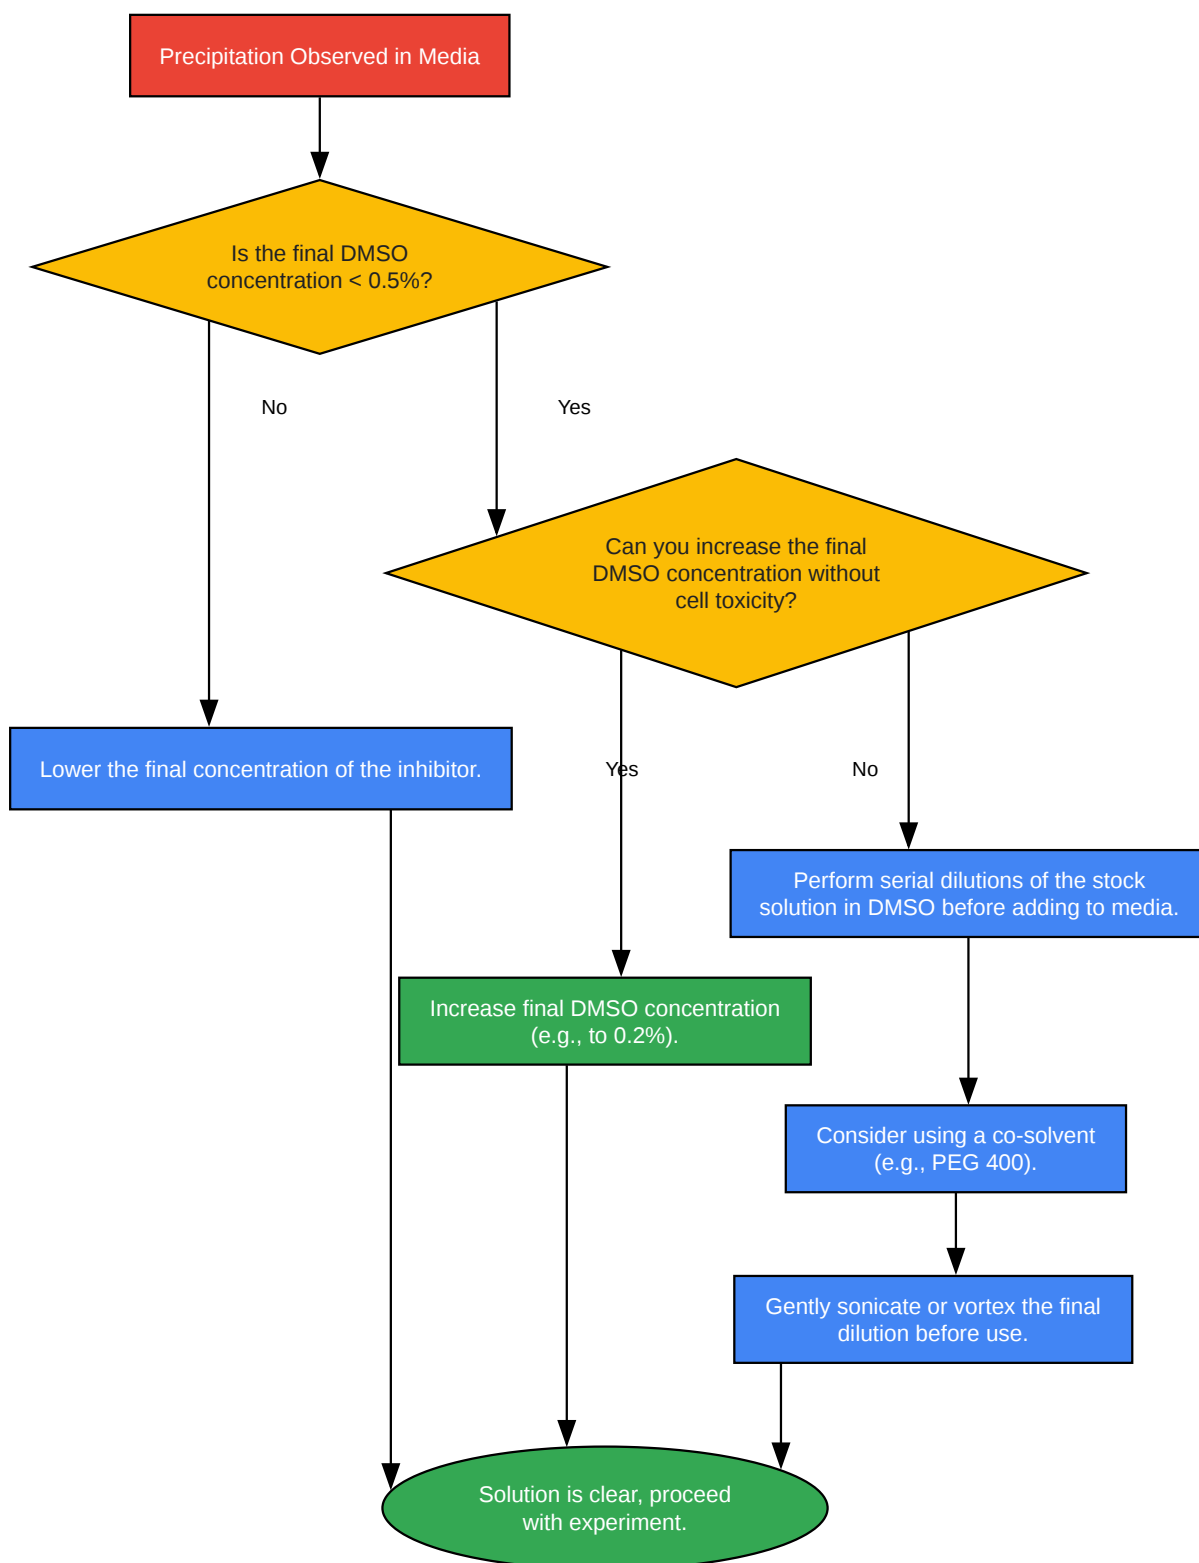 Precipitation Observed in Media
Is the final DMSO
concentration < 0.5%?
No
Yes
Can you increase the final
DMSO concentration without
cell toxicity?
Lower the final concentration of the inhibitor.
Yes
No
Perform serial dilutions of the stock
solution in DMSO before adding to media.
Increase final DMSO concentration
(e.g., to 0.2%).
Consider using a co-solvent
(e.g., PEG 400).
Gently sonicate or vortex the final
dilution before use.
Solution is clear, proceed
with experiment.